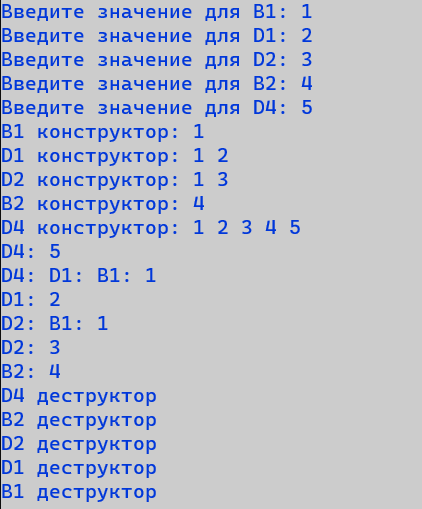 Введите значение для B1: 1
Введите значение для D1: 2
Введите значение для D2: 3
Введите значение для B2: 4
Введите значение для D4: 5
B1 конструктор: 1
D1 конструктор: 1 2
D2 конструктор: 1 3
B2 конструктор: 4
D4 конструктор: 1 2 3 4 5
D4: 5
D4: D1: B1: 1
D1: 2
D2: B1: 1
D2: 3
B2: 4
D4 деструктор
B2 деструктор
D2 деструктор
D1 деструктор
B1 деструктор